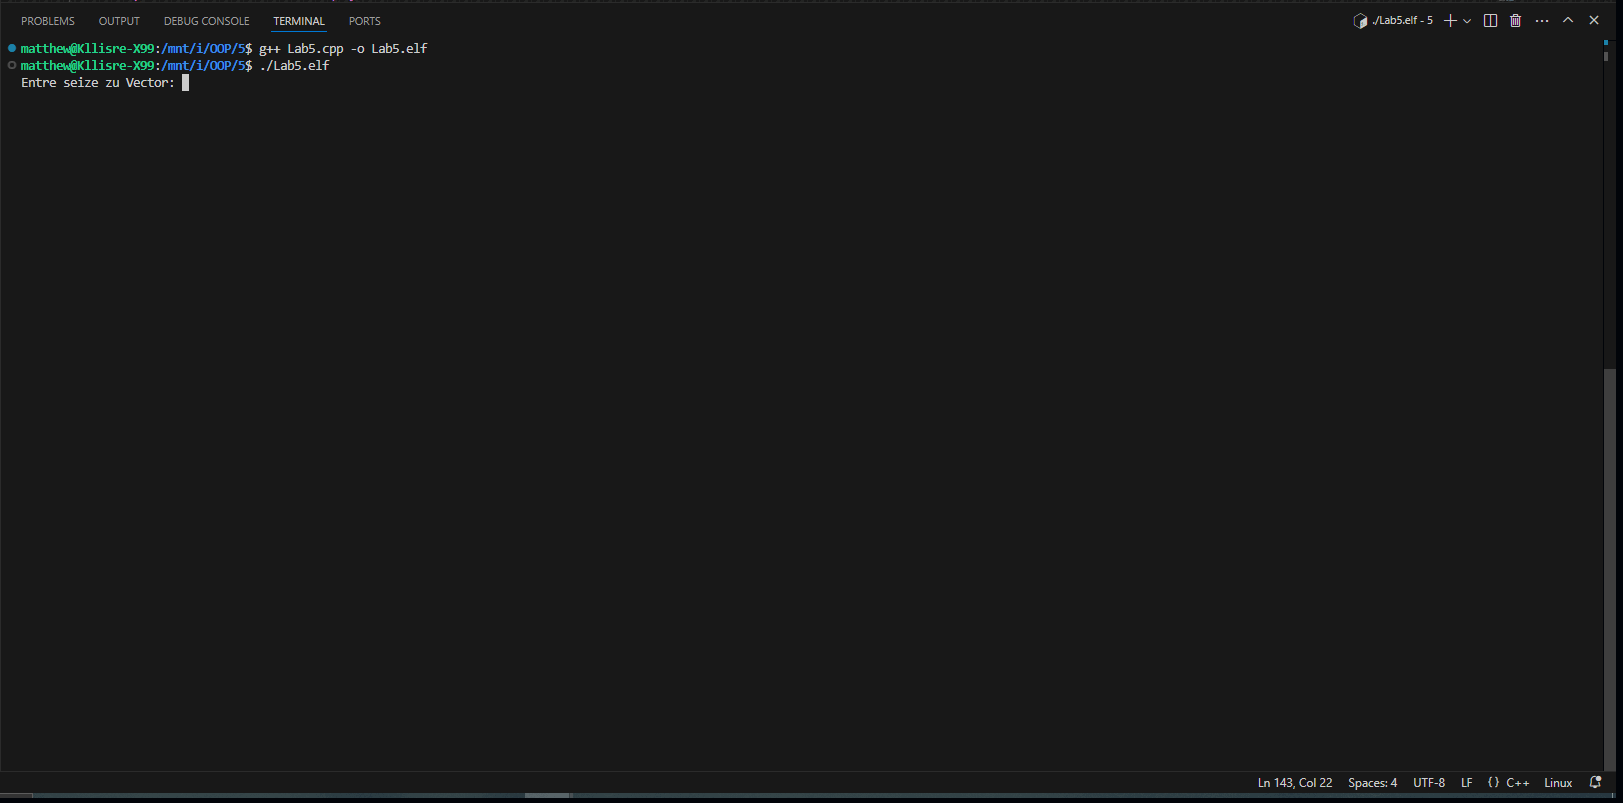 PROBLEMS OUTPUT DEBUG CONSOLE TERMINAL PORTS ./Lab5.elf - 5
matthew@Kllisre-X99:/mnt/i/OOP/5$ g++ Lab5.cpp -o Lab5.elf
matthew@Kllisre-X99:/mnt/i/OOP/5$ ./Lab5.elf
Entre seize zu Vector:
Ln 143, Col 22 Spaces: 4 UTF-8 LF {} C++ Linux